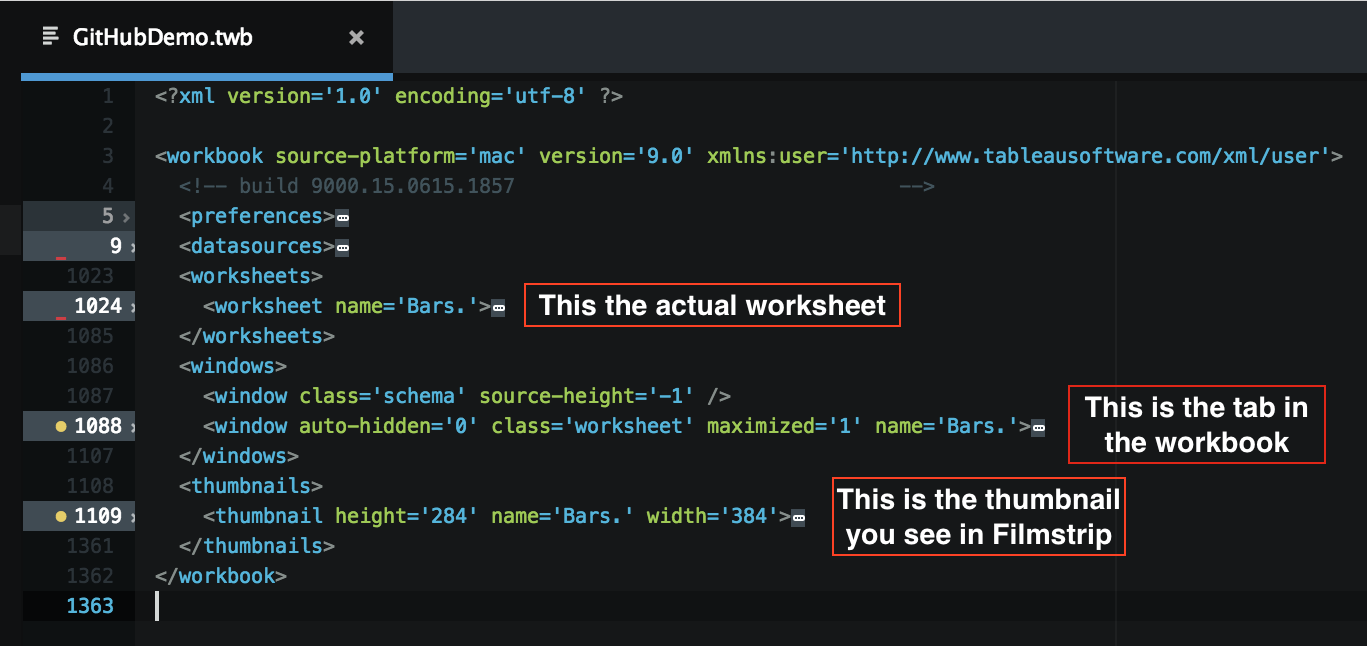 GitHubDemo.twb ×
1 <?xml version='1.0' encoding='utf-8' ?>
2
3 <workbook source-platform='mac' version='9.0' xmlns:user='http://www.tableausoftware.com/xml/user'>
4 <!-- build 9000.15.0615.1857 -->
5 > <preferences>…
9 > <datasources>…
1023 <worksheets>
1024 > <worksheet name='Bars.'>… This the actual worksheet
1085 </worksheets>
1086 <windows>
1087 <window class='schema' source-height='-1' />
1088 > <window auto-hidden='0' class='worksheet' maximized='1' name='Bars.'>…
This is the tab in
the workbook
1107 </windows>
1108 <thumbnails>
1109 > <thumbnail height='284' name='Bars.' width='384'>…
This is the thumbnail
you see in Filmstrip
1361 </thumbnails>
1362 </workbook>
1363